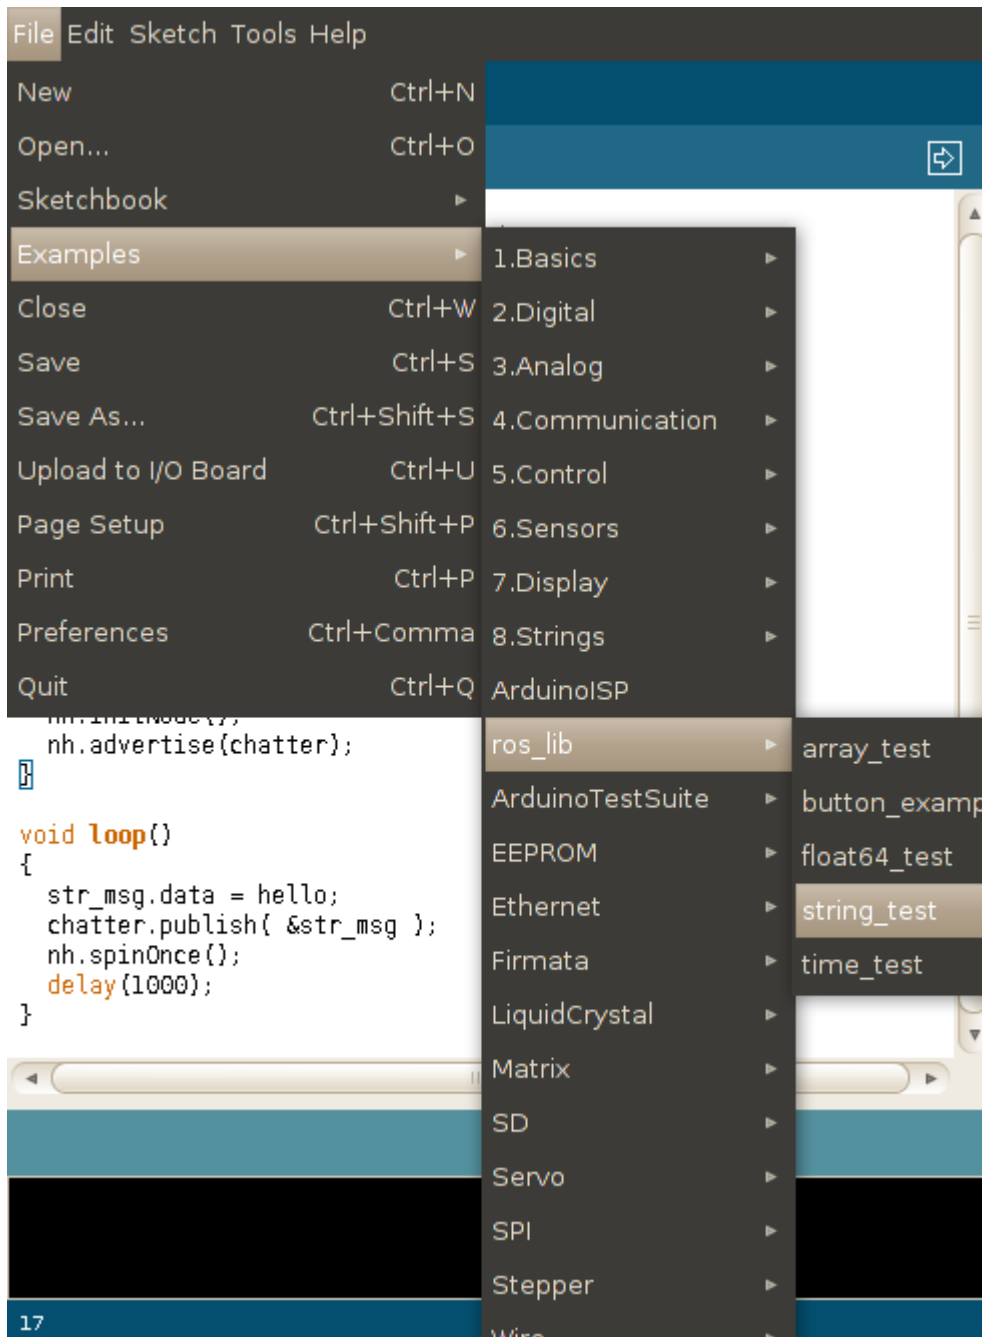 File Edit Sketch Tools Help
New Ctrl+N
Open... Ctrl+O
Sketchbook
Examples
Close Ctrl+W
Save Ctrl+S
Save As... Ctrl+Shift+S
Upload to I/O Board Ctrl+U
Page Setup Ctrl+Shift+P
Print Ctrl+P
Preferences Ctrl+Comma
Quit Ctrl+Q
1.Basics
2.Digital
3.Analog
4.Communication
5.Control
6.Sensors
7.Display
8.Strings
ArduinoISP
ros_lib
ArduinoTestSuite
EEPROM
Ethernet
Firmata
LiquidCrystal
Matrix
SD
Servo
SPI
Stepper
Wire
array_test
button_examp
float64_test
string_test
time_test
nh.initNode();
nh.advertise(chatter);
}
void loop()
{
str_msg.data = hello;
chatter.publish( &str_msg );
nh.spinOnce();
delay(1000);
}
17